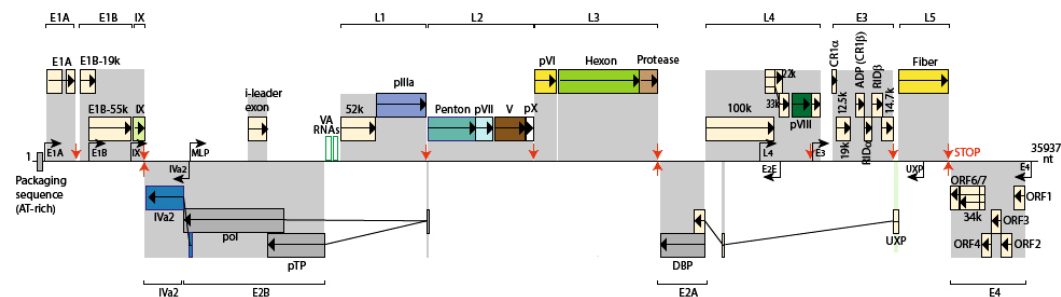 E1A E1B IX L1 L2 L3 L4 E3 L5
E1A E1B-19k
E1B-55k IX
i-leader
exon
VA
RNAs
52k
pIIIa
Penton pVII V pX
pVI Hexon Protease
100k
22k
33k
pVIII
CR1α
12.5k
19k
ADP (CR1β)
RIDα
RIDβ
14.7k
Fiber
1
E1A E1B IX MLP L4 E3 STOP 35937
nt
IVa2 E2E UXP E4
Packaging
sequence
(AT-rich)
IVa2
pol
pTP
DBP
UXP
ORF6/7
34k
ORF1
ORF3
ORF4 ORF2
IVa2 E2B E2A E4